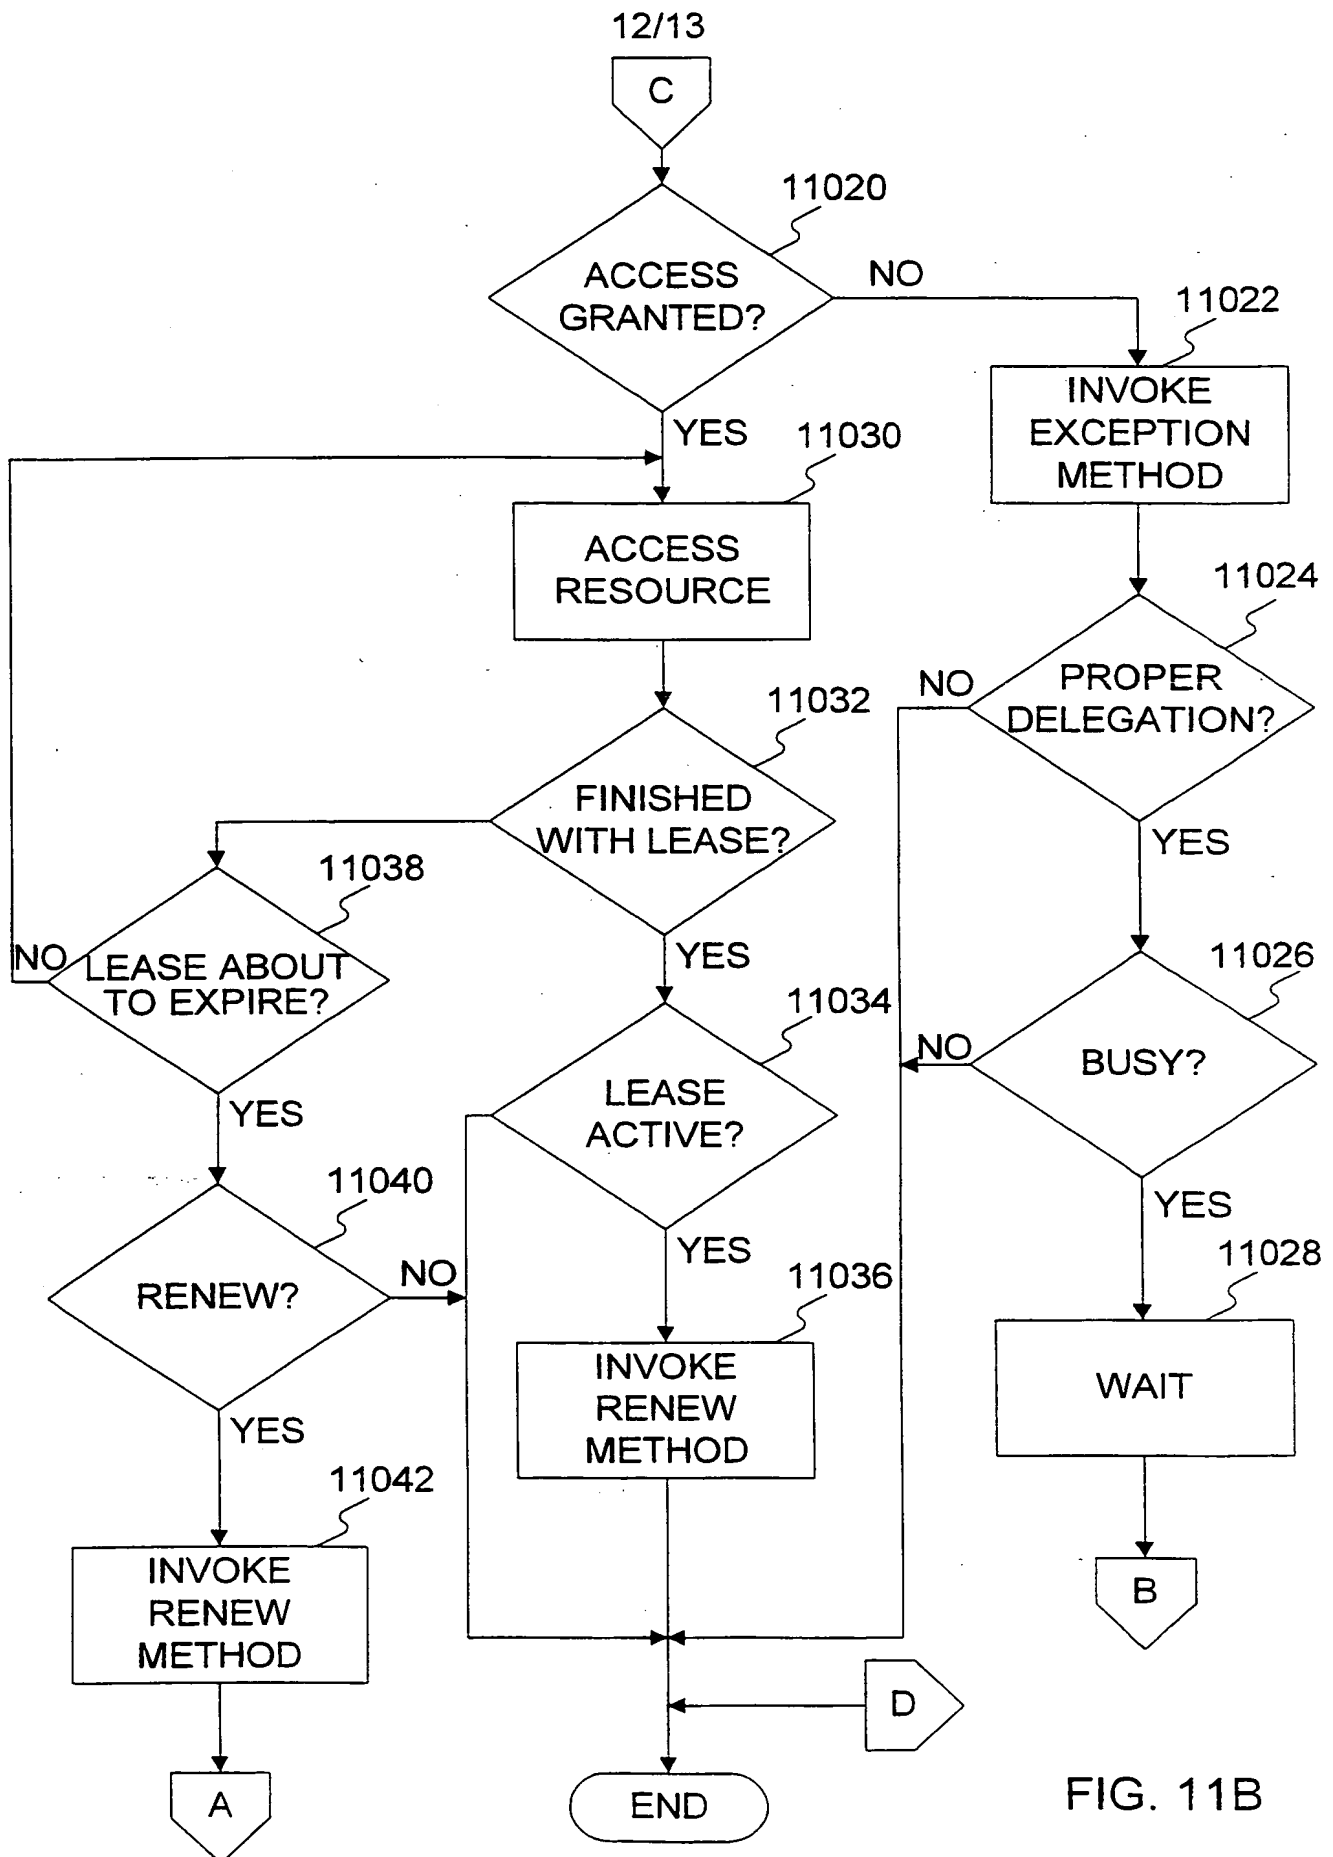 12/13
C
11020
ACCESS
GRANTED?
NO
11022
INVOKE
EXCEPTION
METHOD
YES
11030
ACCESS
RESOURCE
11024
PROPER
DELEGATION?
NO
YES
11032
FINISHED
WITH LEASE?
YES
11038
LEASE ABOUT
TO EXPIRE?
NO
YES
11034
LEASE
ACTIVE?
YES
11026
BUSY?
NO
YES
11040
RENEW?
NO
YES
11036
INVOKE
RENEW
METHOD
11028
WAIT
B
11042
INVOKE
RENEW
METHOD
A
D
END
FIG. 11B